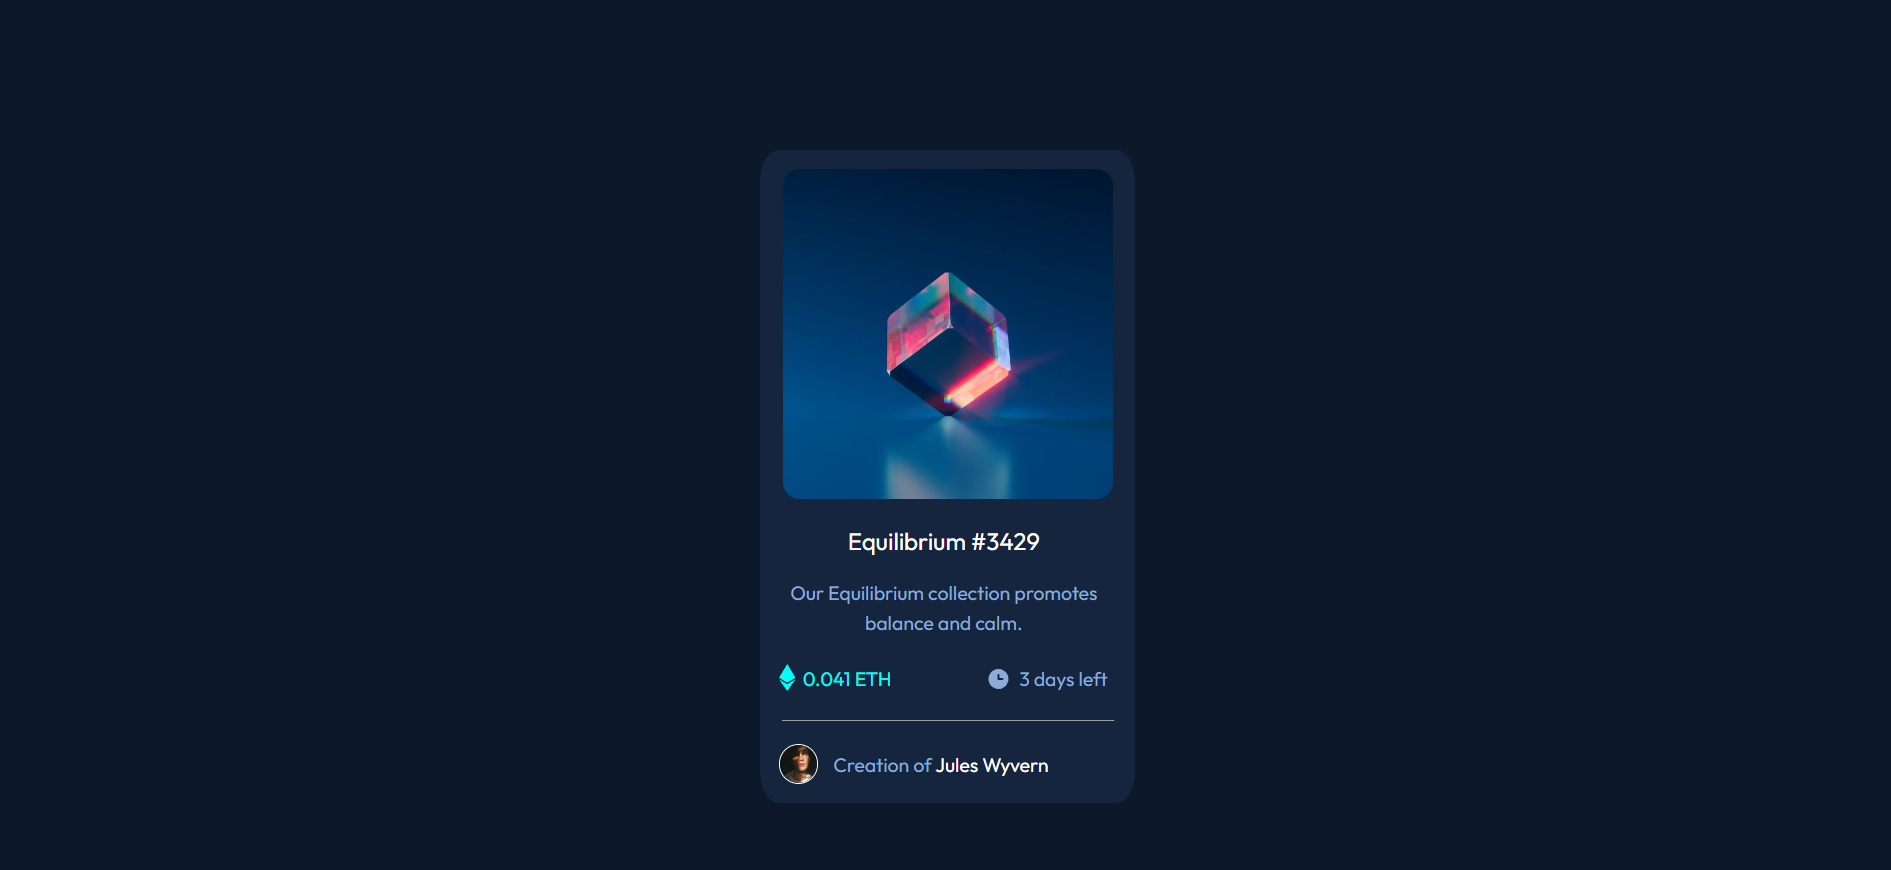 Equilibrium #3429
Our Equilibrium collection promotes
balance and calm.
0.041 ETH
3 days left
Creation of Jules Wyvern